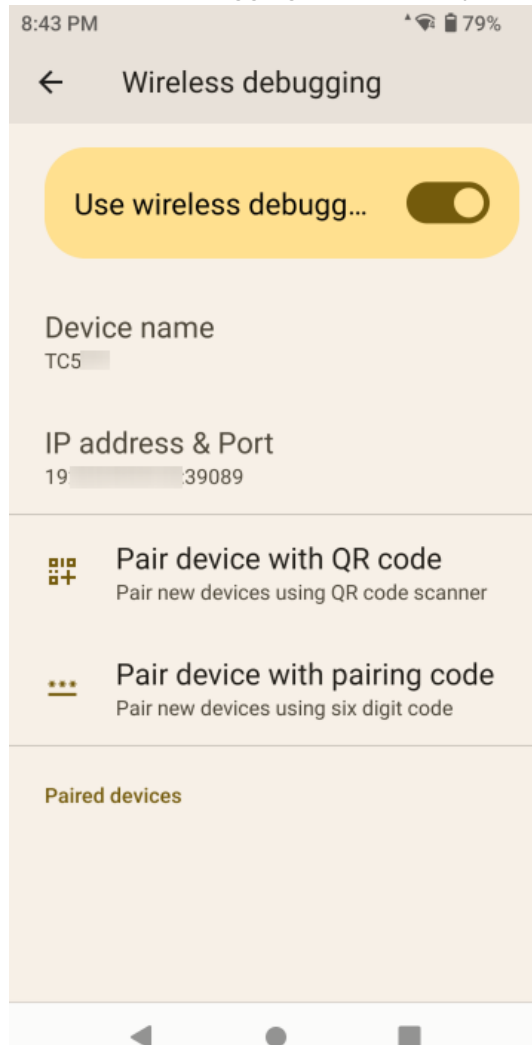 8:43 PM 79%
Wireless debugging
Use wireless debugg...
Device name
TC5
IP address & Port
19 :39089
Pair device with QR code
Pair new devices using QR code scanner
Pair device with pairing code
Pair new devices using six digit code
Paired devices